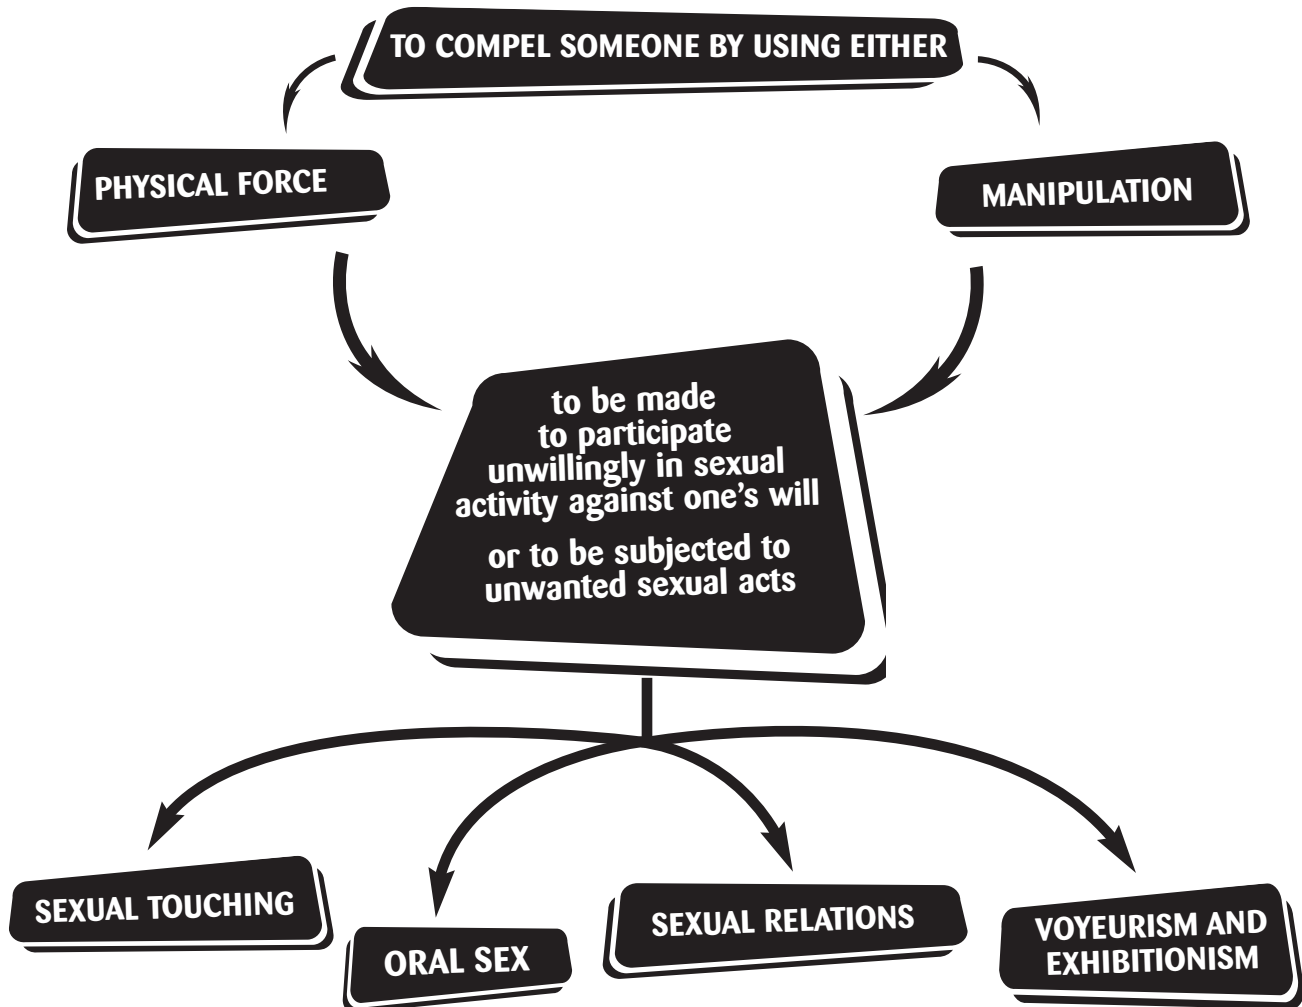 TO COMPEL SOMEONE BY USING EITHER
PHYSICAL FORCE
MANIPULATION
to be made
to participate
unwillingly in sexual
activity against one's will
or to be subjected to
unwanted sexual acts
SEXUAL TOUCHING
ORAL SEX
SEXUAL RELATIONS
VOYEURISM AND
EXHIBITIONISM